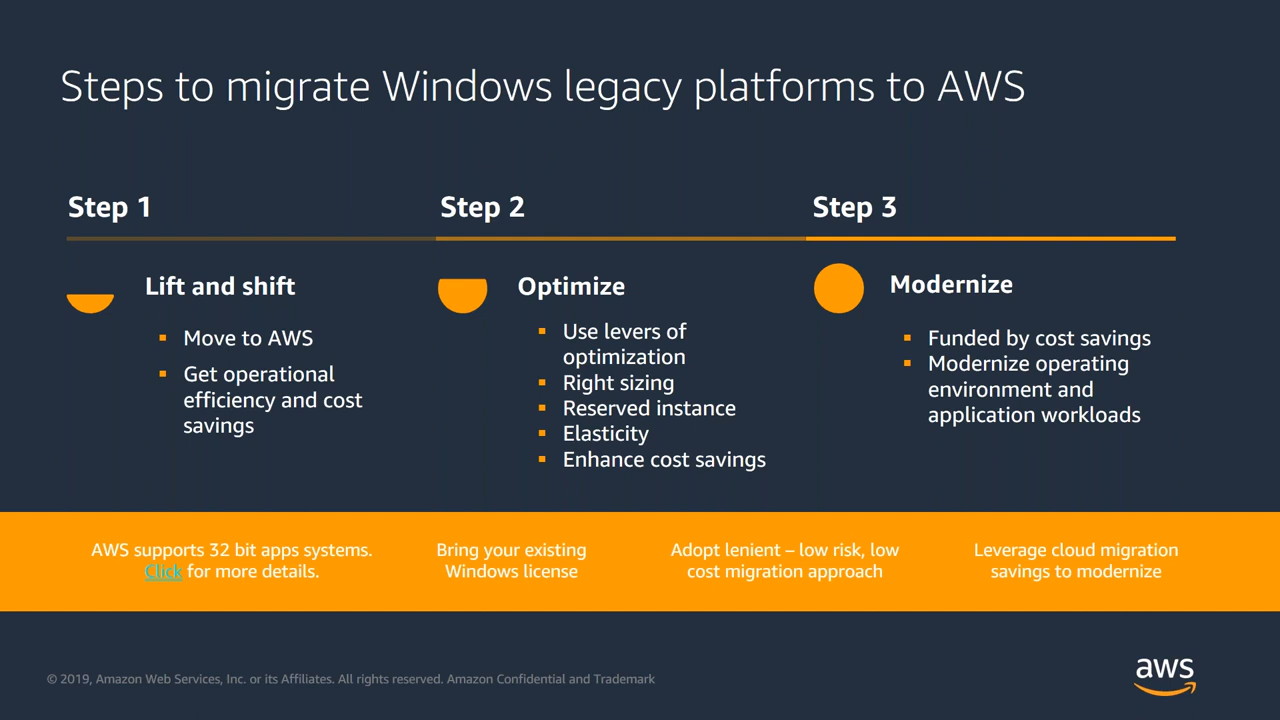 Steps to migrate Windows legacy platforms to AWS
Step 1
Lift and shift
Move to AWS
Get operational
efficiency and cost
savings
Step 2
Optimize
Use levers of
optimization
Right sizing
Reserved instance
Elasticity
Enhance cost savings
Step 3
Modernize
Funded by cost savings
Modernize operating
environment and
application workloads
AWS supports 32 bit apps systems.
Click for more details.
Bring your existing
Windows license
Adopt lenient – low risk, low
cost migration approach
Leverage cloud migration
savings to modernize
© 2019, Amazon Web Services, Inc. or its Affiliates. All rights reserved. Amazon Confidential and Trademark
aws